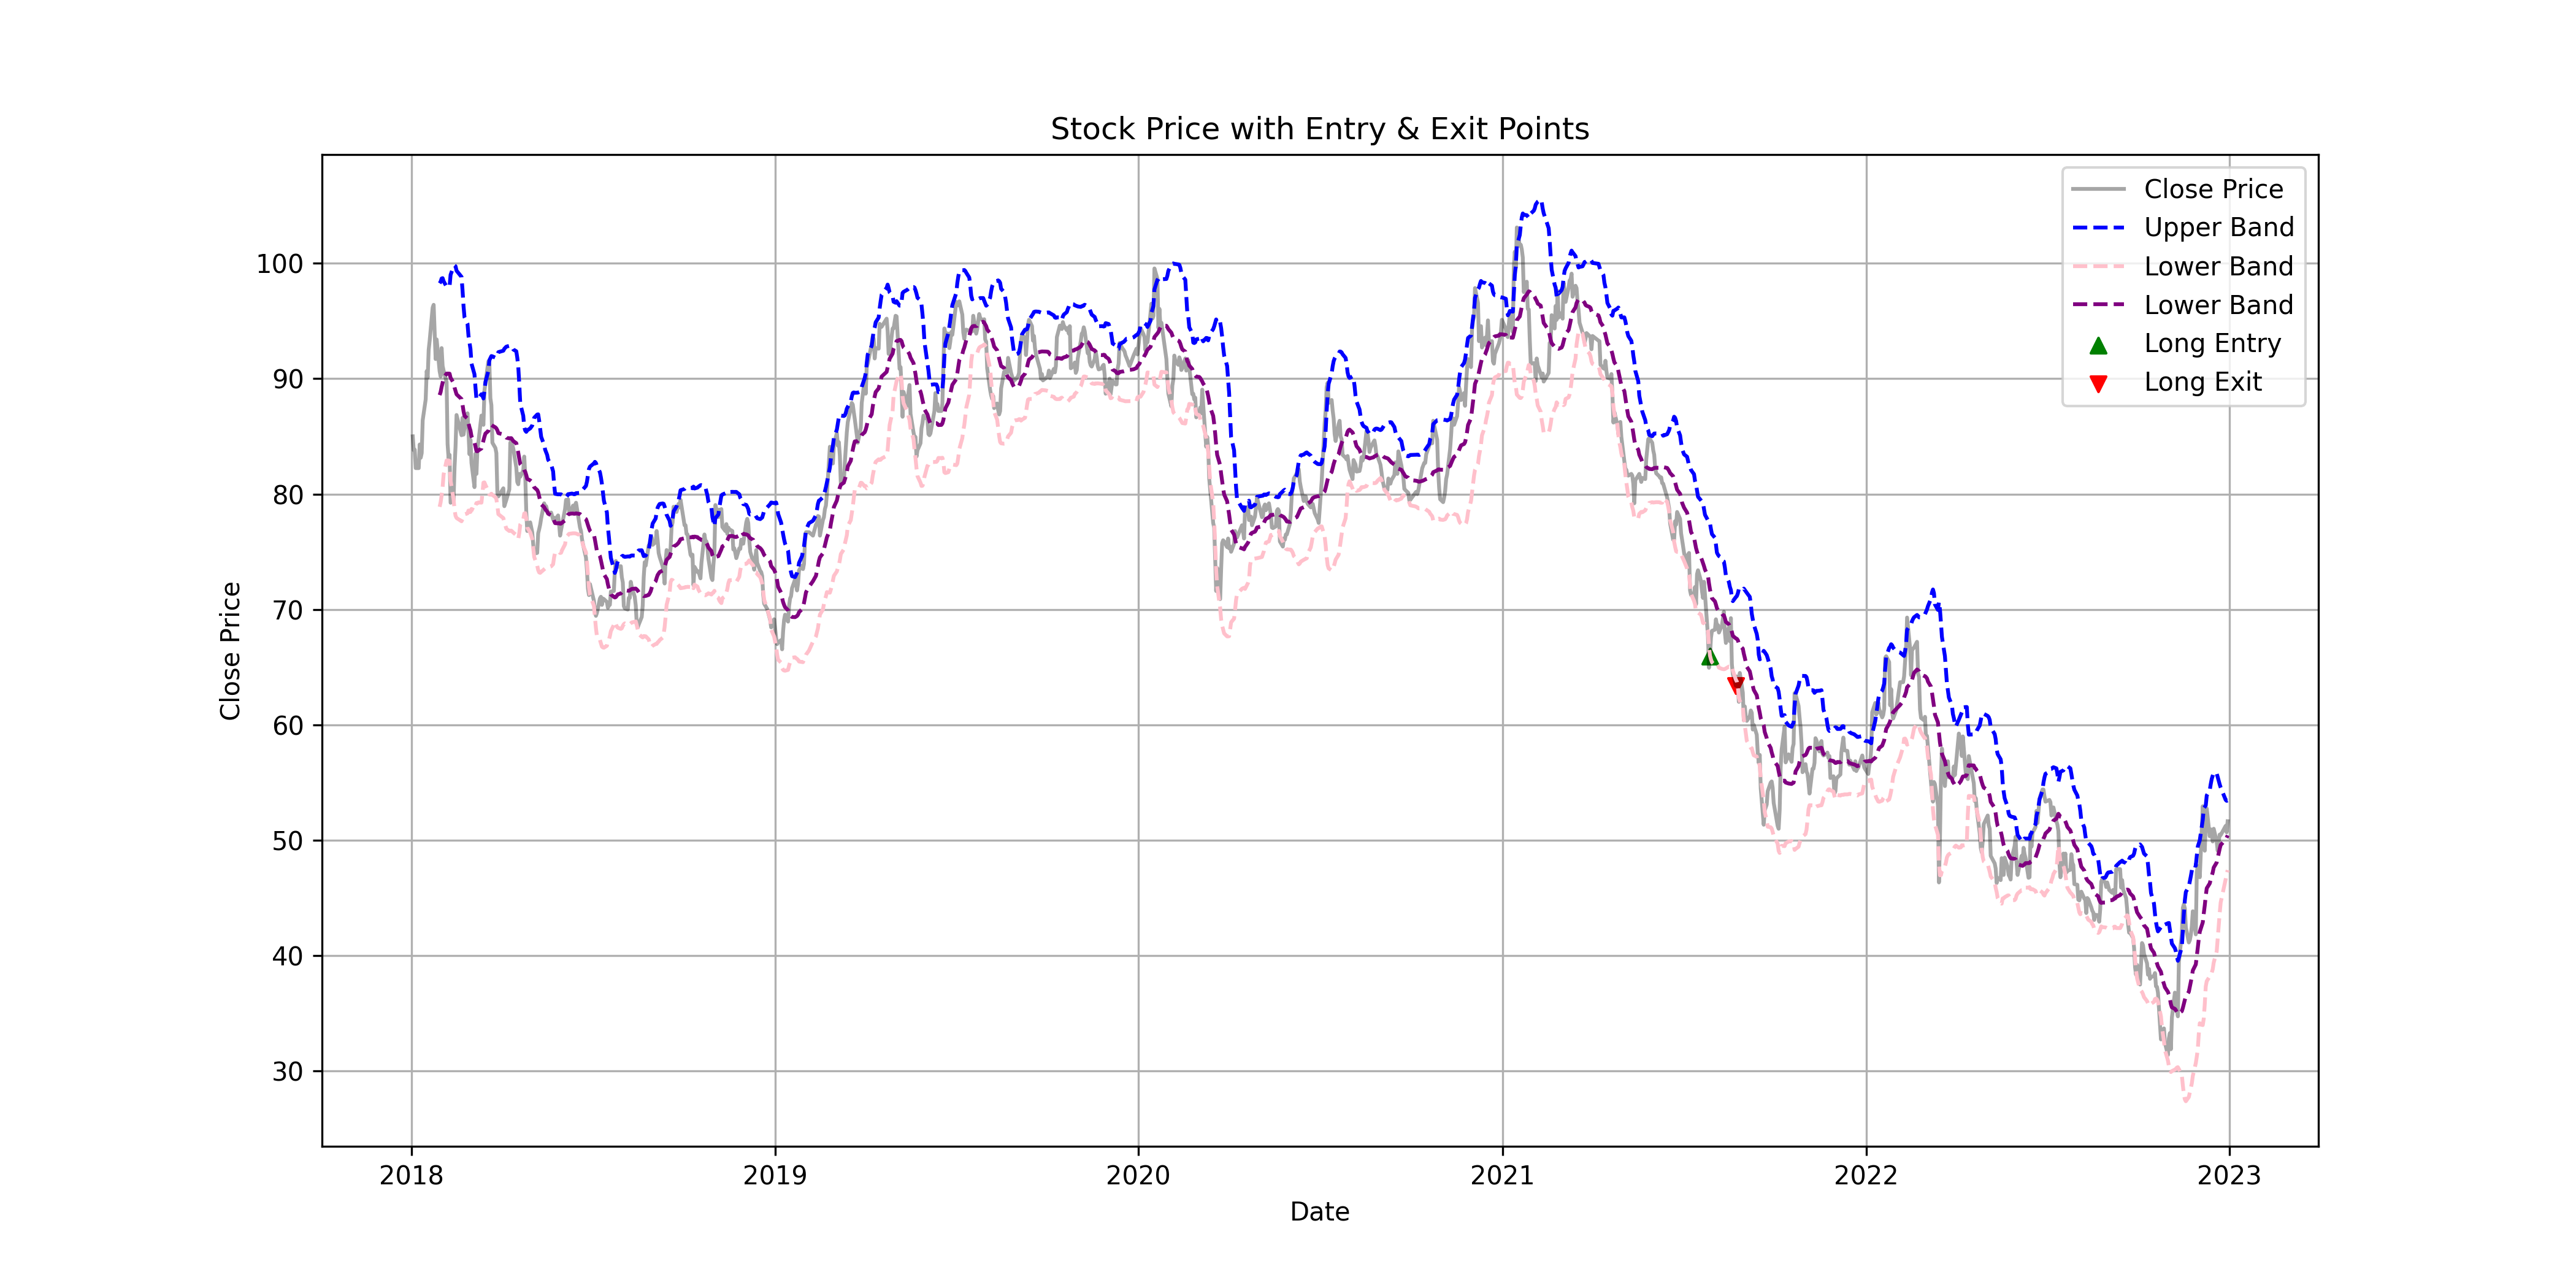 Stock Price with Entry & Exit Points
Close Price
Upper Band
Lower Band
Lower Band
Long Entry
Long Exit
100
90
80
70
60
50
40
30
Close Price
2018
2019
2020
2021
2022
2023
Date